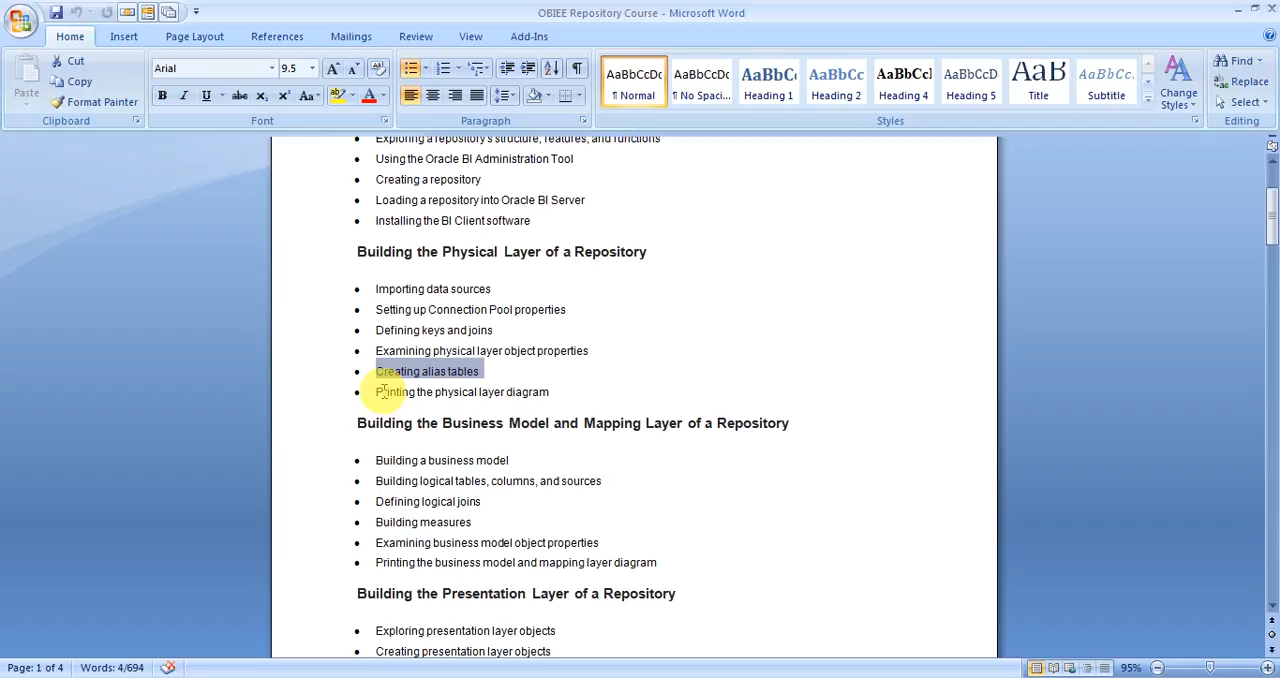 OBIEE Repository Course - Microsoft Word
Home Insert Page Layout References Mailings Review View Add-Ins
Paste
Cut
Copy
Format Painter
Clipboard
Arial 9.5
Font
Paragraph
AaBbCcDc AaBbCcDc AaBbC AaBbCc AaBbCcI AaBbCcD AaB AaBbCc.
¶ Normal ¶ No Spaci... Heading 1 Heading 2 Heading 4 Heading 5 Title Subtitle
Change Styles
Styles
Find
Replace
Select
Editing
• Exploring a repository's structure, features, and functions
• Using the Oracle BI Administration Tool
• Creating a repository
• Loading a repository into Oracle BI Server
• Installing the BI Client software
Building the Physical Layer of a Repository
• Importing data sources
• Setting up Connection Pool properties
• Defining keys and joins
• Examining physical layer object properties
• Creating alias tables
• Printing the physical layer diagram
Building the Business Model and Mapping Layer of a Repository
• Building a business model
• Building logical tables, columns, and sources
• Defining logical joins
• Building measures
• Examining business model object properties
• Printing the business model and mapping layer diagram
Building the Presentation Layer of a Repository
• Exploring presentation layer objects
• Creating presentation layer objects
Page: 1 of 4 Words: 4/694 95%